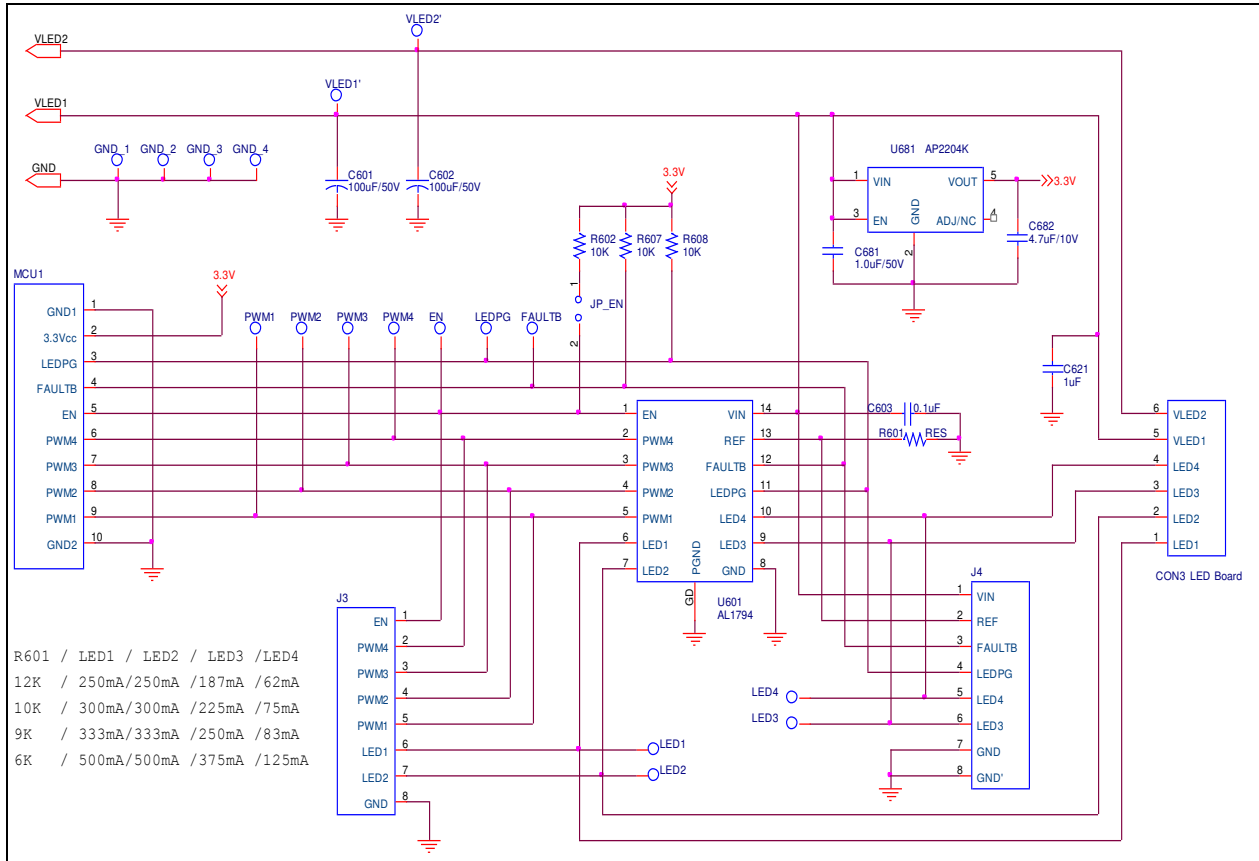 VLED2'
VLED2
VLED1'
VLED1
GND_1 GND_2 GND_3 GND_4
GND
C601
100uF/50V
C602
100uF/50V
3.3V
U681 AP2204K
1 VIN VOUT 5
3.3V
3 EN GND ADJ/NC 4
2
C681
1.0uF/50V
C682
4.7uF/10V
R602
10K
R607
10K
R608
10K
1
JP_EN
2
MCU1
3.3V
GND1 1
3.3Vcc 2
LEDPG 3
FAULTB 4
EN 5
PWM4 6
PWM3 7
PWM2 8
PWM1 9
GND2 10
PWM1 PWM2 PWM3 PWM4 EN LEDPG FAULTB
C621
1uF
C603 0.1uF
R601 RES
1 EN VIN 14
2 PWM4 REF 13
3 PWM3 FAULTB 12
4 PWM2 LEDPG 11
5 PWM1 LED4 10
6 LED1 LED3 9
7 LED2 PGND GND 8
GD
U601
AL1794
6 VLED2
5 VLED1
4 LED4
3 LED3
2 LED2
1 LED1
CON3 LED Board
J3
EN 1
PWM4 2
PWM3 3
PWM2 4
PWM1 5
LED1 6
LED2 7
GND 8
LED1
LED2
J4
1 VIN
2 REF
3 FAULTB
4 LEDPG
5 LED4
6 LED3
7 GND
8 GND'
LED4
LED3
R601 / LED1 / LED2 / LED3 /LED4
12K / 250mA/250mA /187mA /62mA
10K / 300mA/300mA /225mA /75mA
9K / 333mA/333mA /250mA /83mA
6K / 500mA/500mA /375mA /125mA